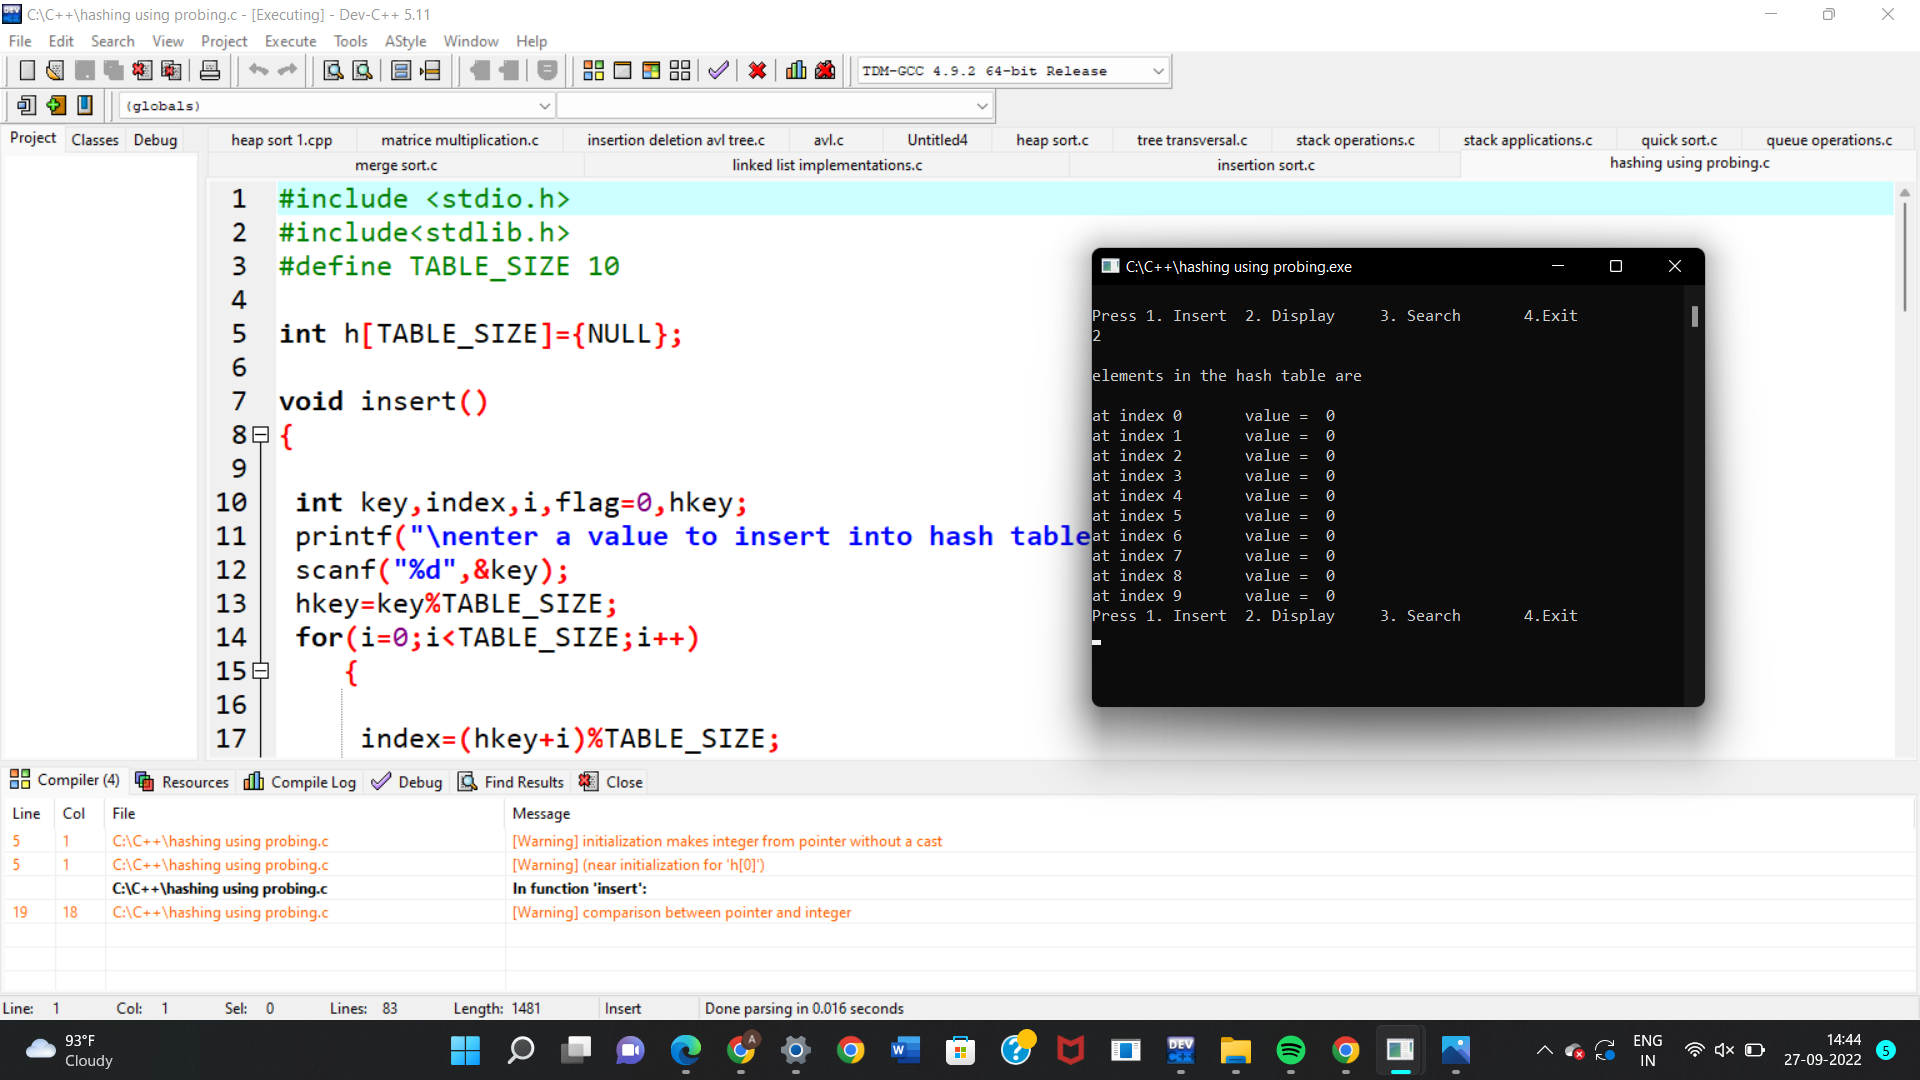 C:\C++\hashing using probing.c - [Executing] - Dev-C++ 5.11
File Edit Search View Project Execute Tools AStyle Window Help
TDM-GCC 4.9.2 64-bit Release
(globals)
Project Classes Debug
heap sort 1.cpp matrice multiplication.c insertion deletion avl tree.c avl.c Untitled4 heap sort.c tree transversal.c stack operations.c stack applications.c quick sort.c queue operations.c
merge sort.c linked list implementations.c insertion sort.c hashing using probing.c
1 #include <stdio.h>
2 #include<stdlib.h>
3 #define TABLE_SIZE 10
4
5 int h[TABLE_SIZE]={NULL};
6
7 void insert()
8 {
9
10 int key,index,i,flag=0,hkey;
11 printf("\nenter a value to insert into hash table
12 scanf("%d",&key);
13 hkey=key%TABLE_SIZE;
14 for(i=0;i<TABLE_SIZE;i++)
15 {
16
17 index=(hkey+i)%TABLE_SIZE;
C:\C++\hashing using probing.exe
Press 1. Insert 2. Display 3. Search 4.Exit
2
elements in the hash table are
at index 0 value = 0
at index 1 value = 0
at index 2 value = 0
at index 3 value = 0
at index 4 value = 0
at index 5 value = 0
at index 6 value = 0
at index 7 value = 0
at index 8 value = 0
at index 9 value = 0
Press 1. Insert 2. Display 3. Search 4.Exit
Compiler (4) Resources Compile Log Debug Find Results Close
Line Col File Message
5 1 C:\C++\hashing using probing.c [Warning] initialization makes integer from pointer without a cast
5 1 C:\C++\hashing using probing.c [Warning] (near initialization for 'h[0]')
C:\C++\hashing using probing.c In function 'insert':
19 18 C:\C++\hashing using probing.c [Warning] comparison between pointer and integer
Line: 1 Col: 1 Sel: 0 Lines: 83 Length: 1481 Insert Done parsing in 0.016 seconds
93°F
Cloudy
A
W
DEV
C++
ENG
IN
14:44
27-09-2022
5